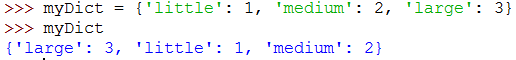 >>> myDict = {'little': 1, 'medium': 2, 'large': 3}
>>> myDict
{'large': 3, 'little': 1, 'medium': 2}